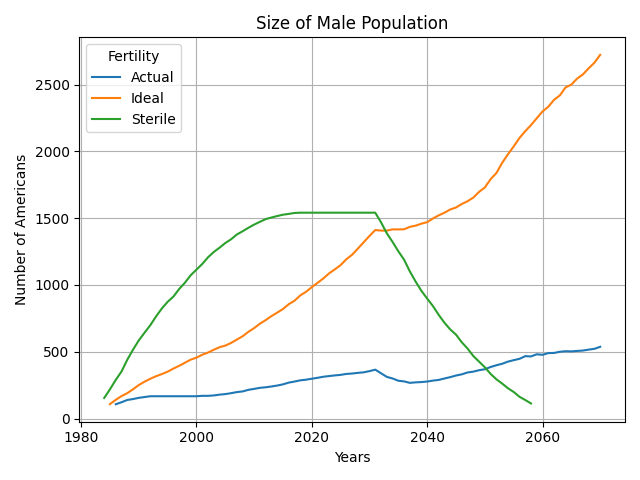 Size of Male Population
Fertility
Actual
Ideal
Sterile
Number of Americans
2500
2000
1500
1000
500
0
1980 2000 2020 2040 2060
Years